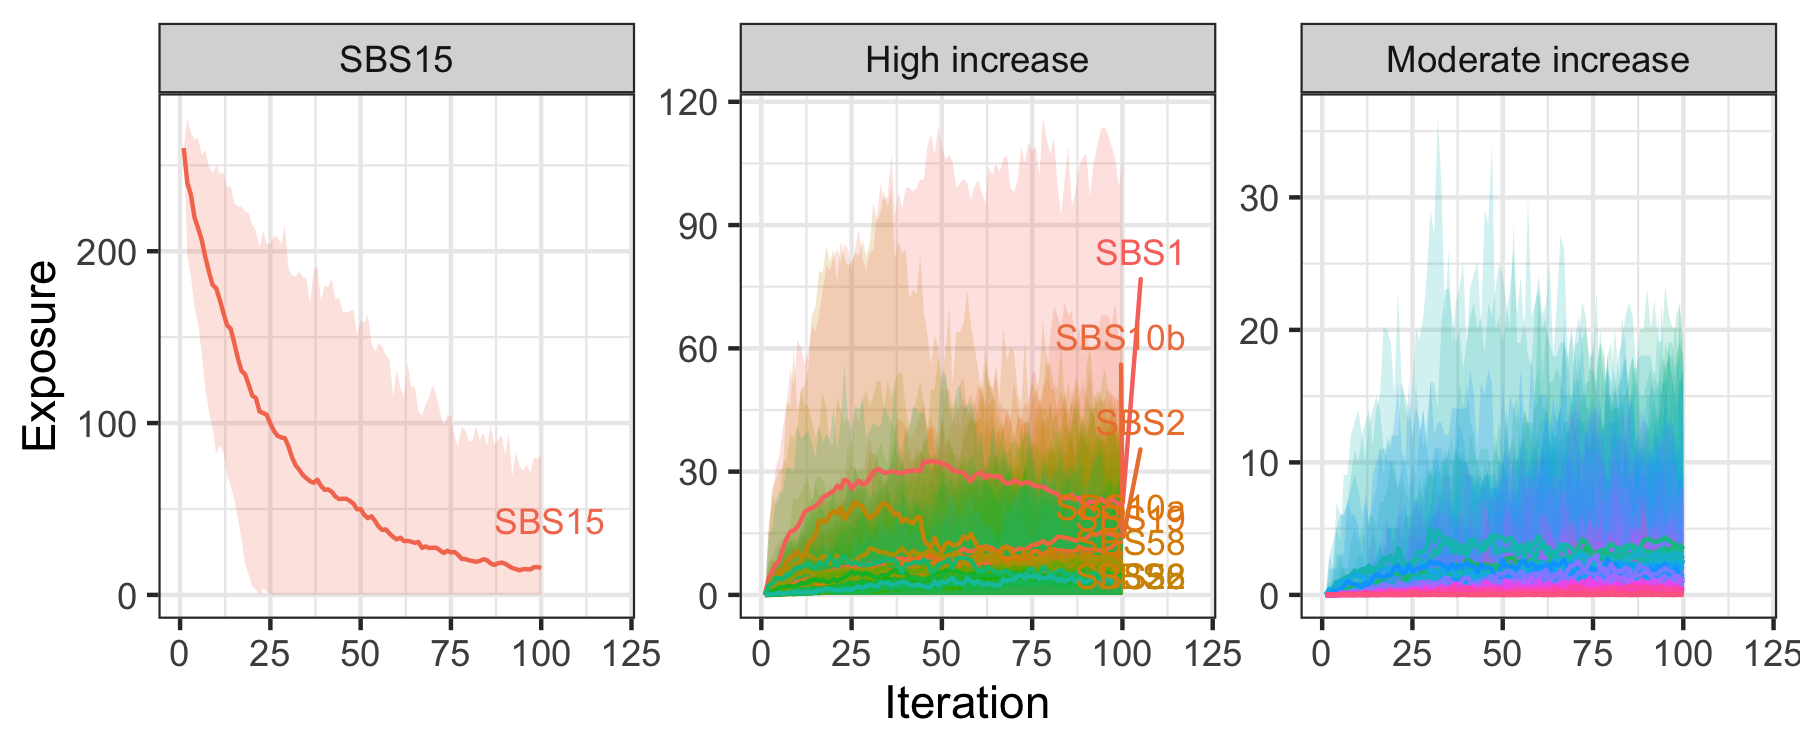 SBS15
High increase
Moderate increase
Exposure
200
100
0
120
90
60
30
0
30
20
10
0
SBS15
SBS1
SBS10b
SBS2
SBS10a
SBS19
SBS58
0 25 50 75 100 125
0 25 50 75 100 125
0 25 50 75 100 125
Iteration